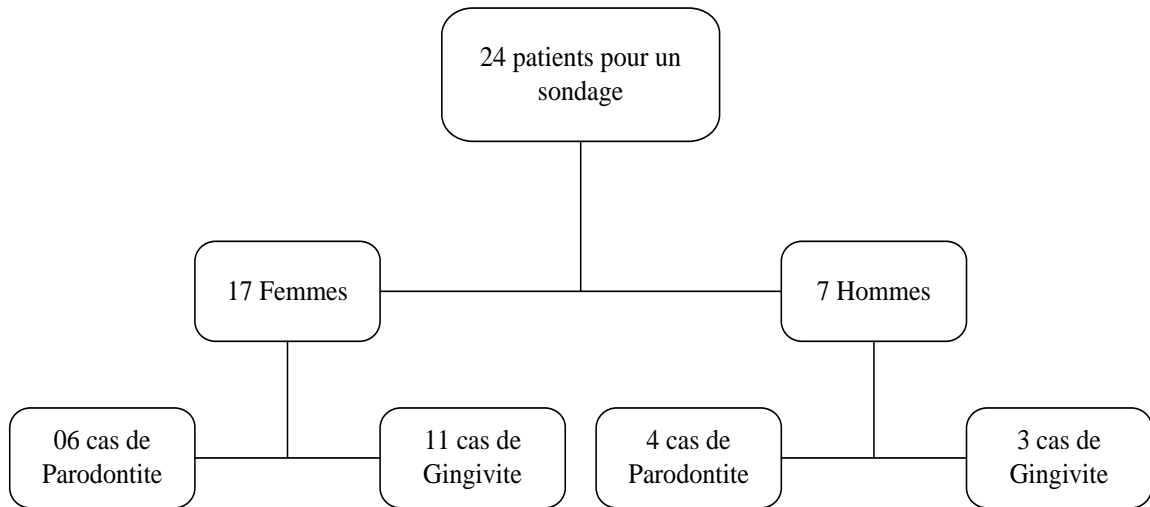 24 patients pour un
sondage
17 Femmes
7 Hommes
06 cas de
Parodontite
11 cas de
Gingivite
4 cas de
Parodontite
3 cas de
Gingivite